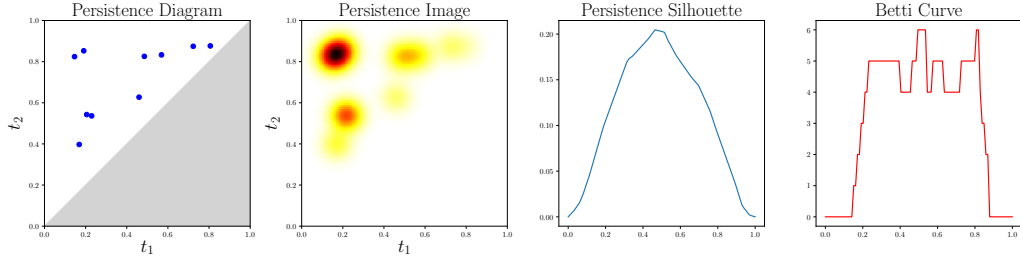 Persistence Diagram
1.0
0.8
0.6
0.4
0.2
0.0
t₂
0.0 0.2 0.4 0.6 0.8 1.0
t₁
Persistence Image
1.0
0.8
0.6
0.4
0.2
0.0
t₂
0.0 0.2 0.4 0.6 0.8 1.0
t₁
Persistence Silhouette
0.20
0.15
0.10
0.05
0.00
0.0 0.2 0.4 0.6 0.8 1.0
Betti Curve
6
5
4
3
2
1
0
0.0 0.2 0.4 0.6 0.8 1.0